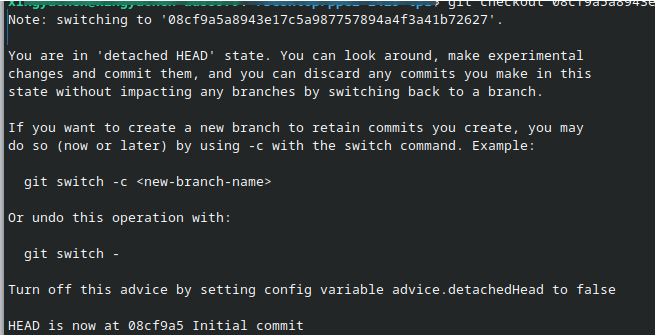 git checkout 08cf9a5a8943e
Note: switching to '08cf9a5a8943e17c5a987757894a4f3a41b72627'.
You are in 'detached HEAD' state. You can look around, make experimental
changes and commit them, and you can discard any commits you make in this
state without impacting any branches by switching back to a branch.
If you want to create a new branch to retain commits you create, you may
do so (now or later) by using -c with the switch command. Example:
git switch -c <new-branch-name>
Or undo this operation with:
git switch -
Turn off this advice by setting config variable advice.detachedHead to false
HEAD is now at 08cf9a5 Initial commit